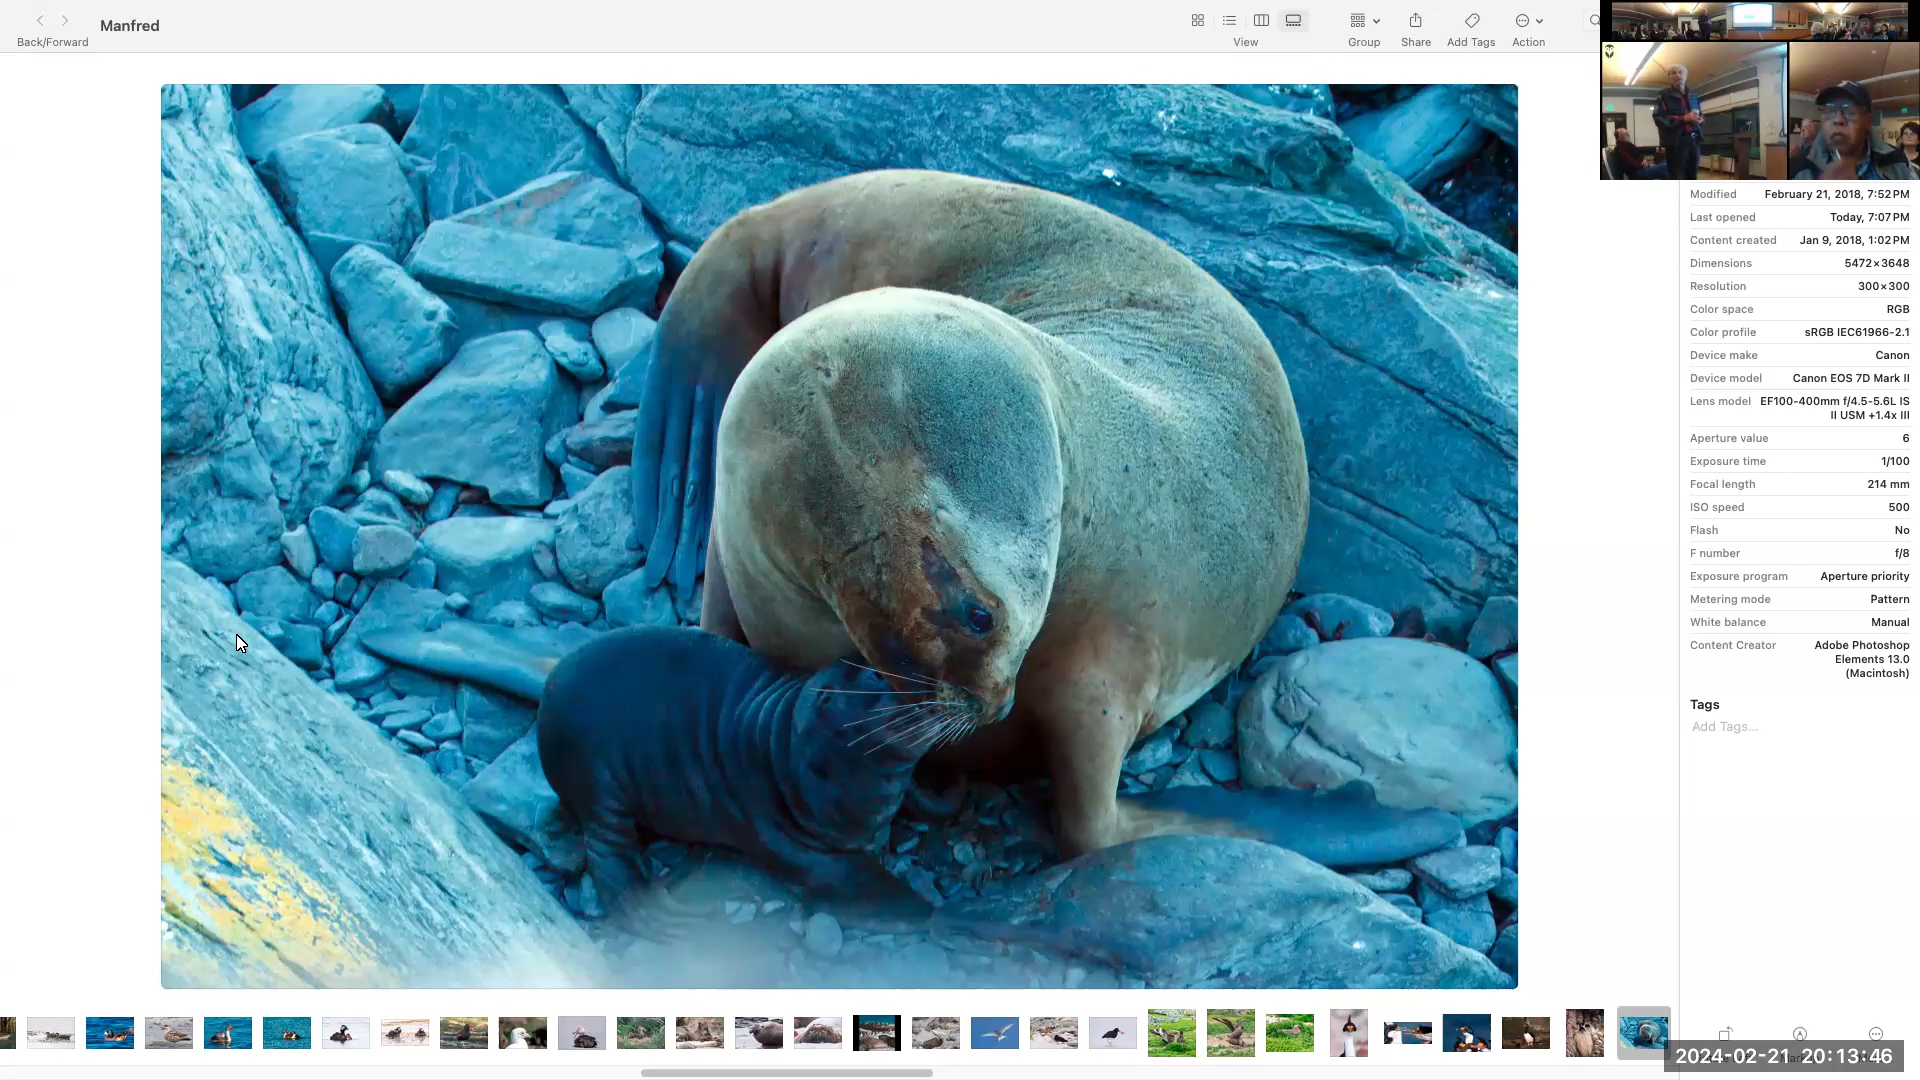 Manfred
Back/Forward
View
Group
Share
Add Tags
Action
Modified February 21, 2018, 7:52 PM
Last opened Today, 7:07 PM
Content created Jan 9, 2018, 1:02 PM
Dimensions 5472×3648
Resolution 300×300
Color space RGB
Color profile sRGB IEC61966-2.1
Device make Canon
Device model Canon EOS 7D Mark II
Lens model EF100-400mm f/4.5-5.6L IS
II USM +1.4x III
Aperture value 6
Exposure time 1/100
Focal length 214 mm
ISO speed 500
Flash No
F number f/8
Exposure program Aperture priority
Metering mode Pattern
White balance Manual
Content Creator Adobe Photoshop
Elements 13.0
(Macintosh)
Tags
Add Tags...
2024-02-21 20:13:46